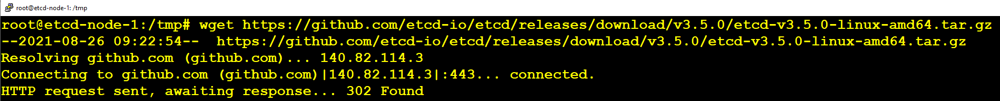 root@etcd-node-1: /tmp
root@etcd-node-1:/tmp# wget https://github.com/etcd-io/etcd/releases/download/v3.5.0/etcd-v3.5.0-linux-amd64.tar.gz
--2021-08-26 09:22:54--  https://github.com/etcd-io/etcd/releases/download/v3.5.0/etcd-v3.5.0-linux-amd64.tar.gz
Resolving github.com (github.com)... 140.82.114.3
Connecting to github.com (github.com)|140.82.114.3|:443... connected.
HTTP request sent, awaiting response... 302 Found